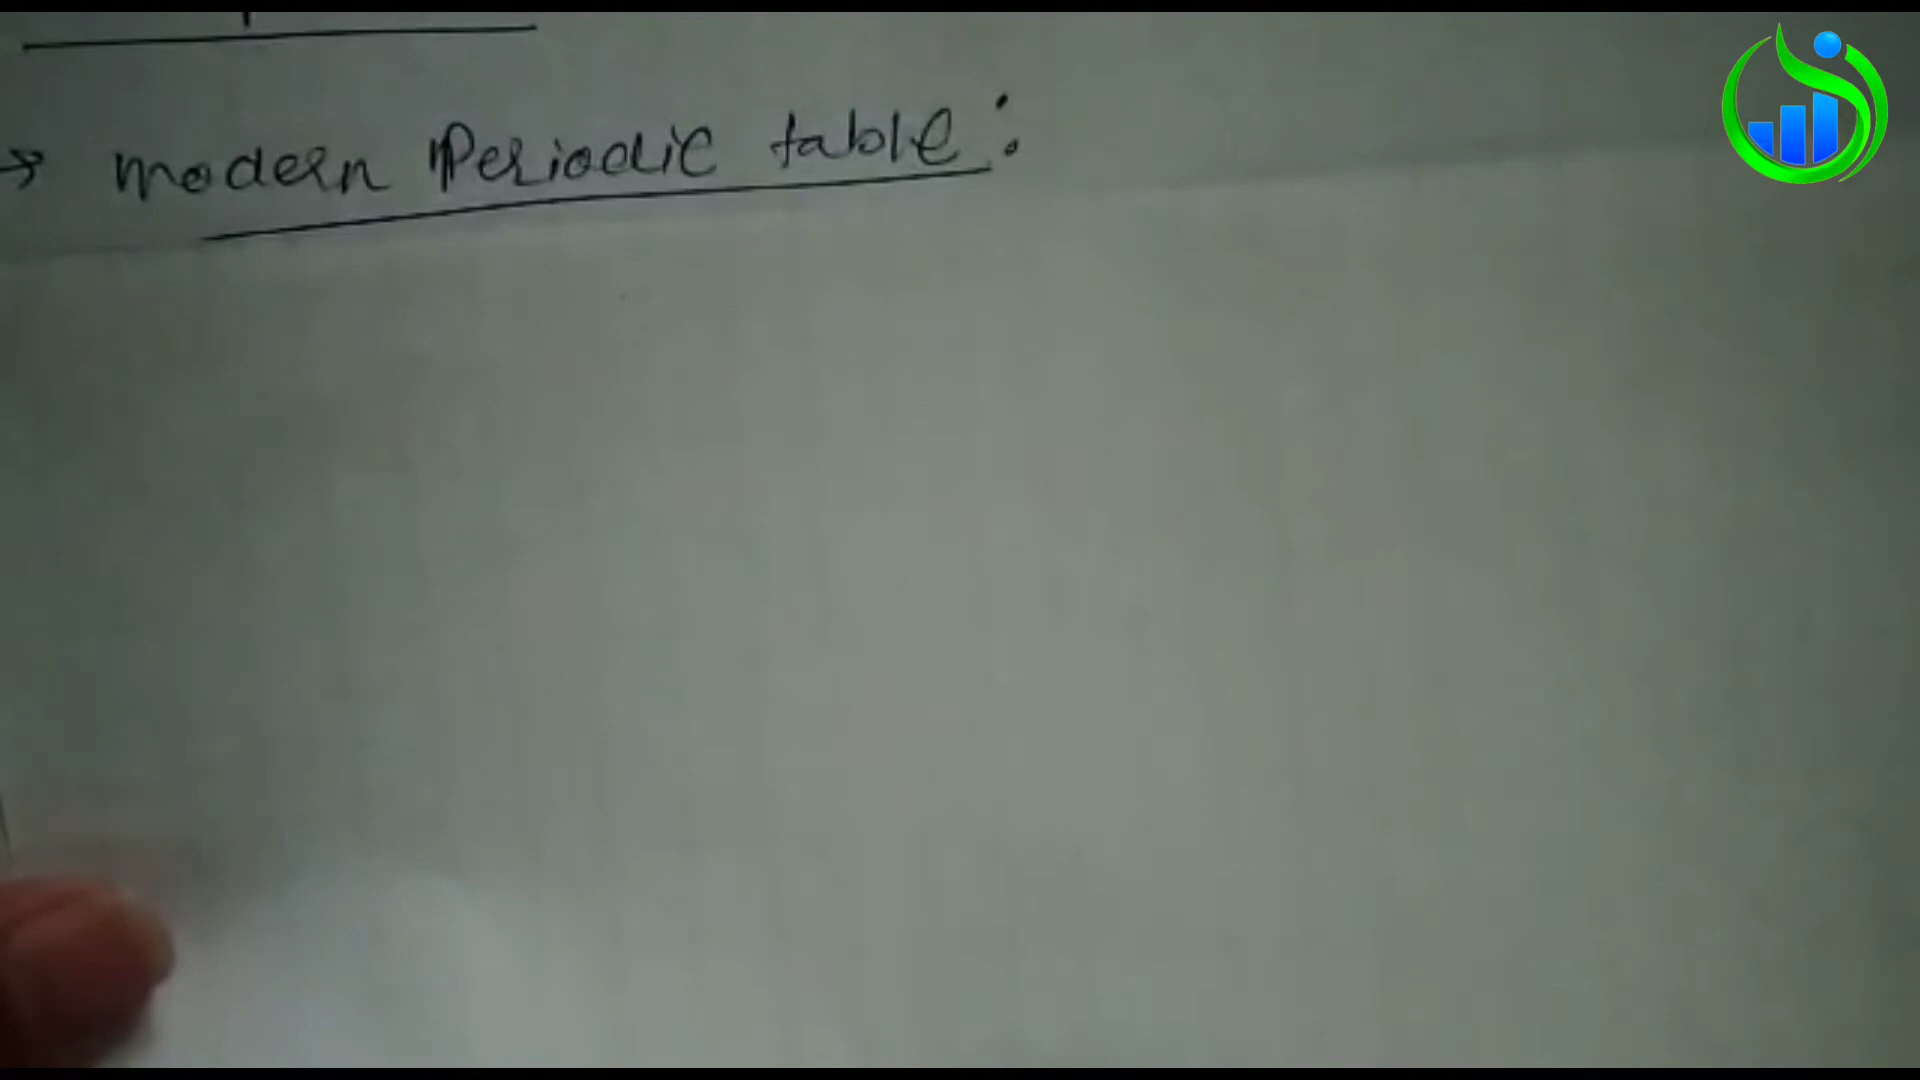 → modern Periodic table: